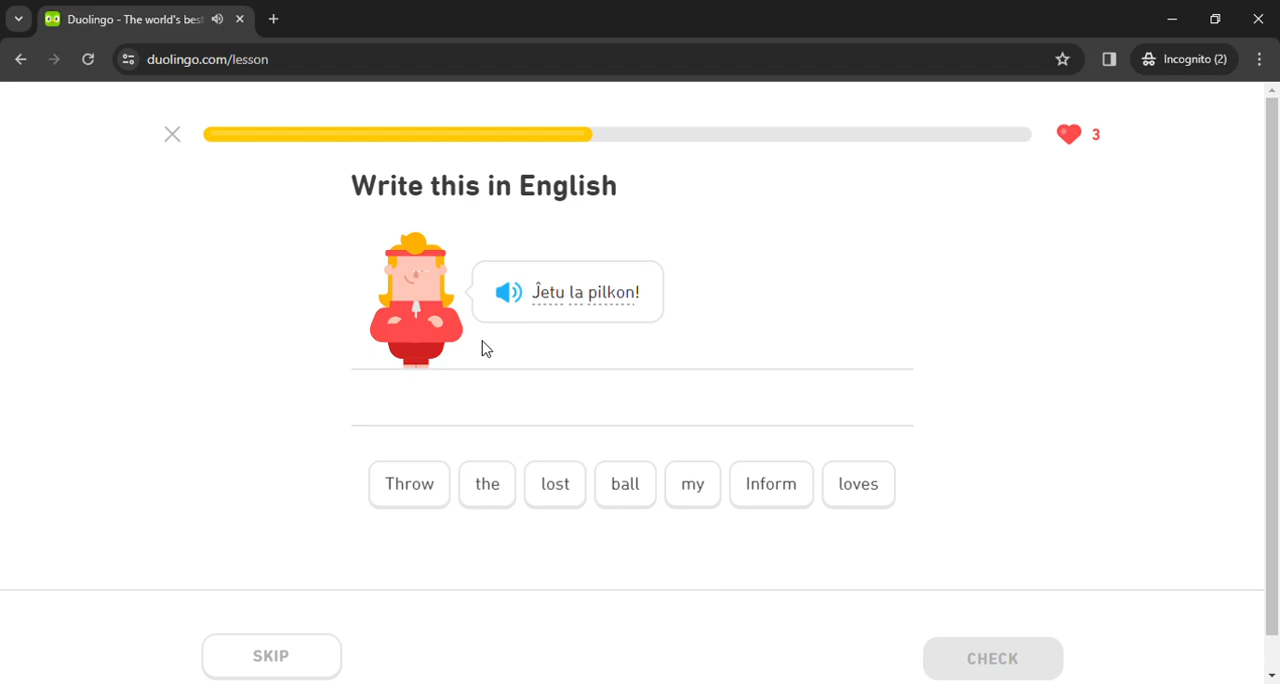 Duolingo - The world's bes
duolingo.com/lesson
Incognito (2)
3
Write this in English
Ĵetu la pilkon!
Throw the lost ball my Inform loves
SKIP CHECK